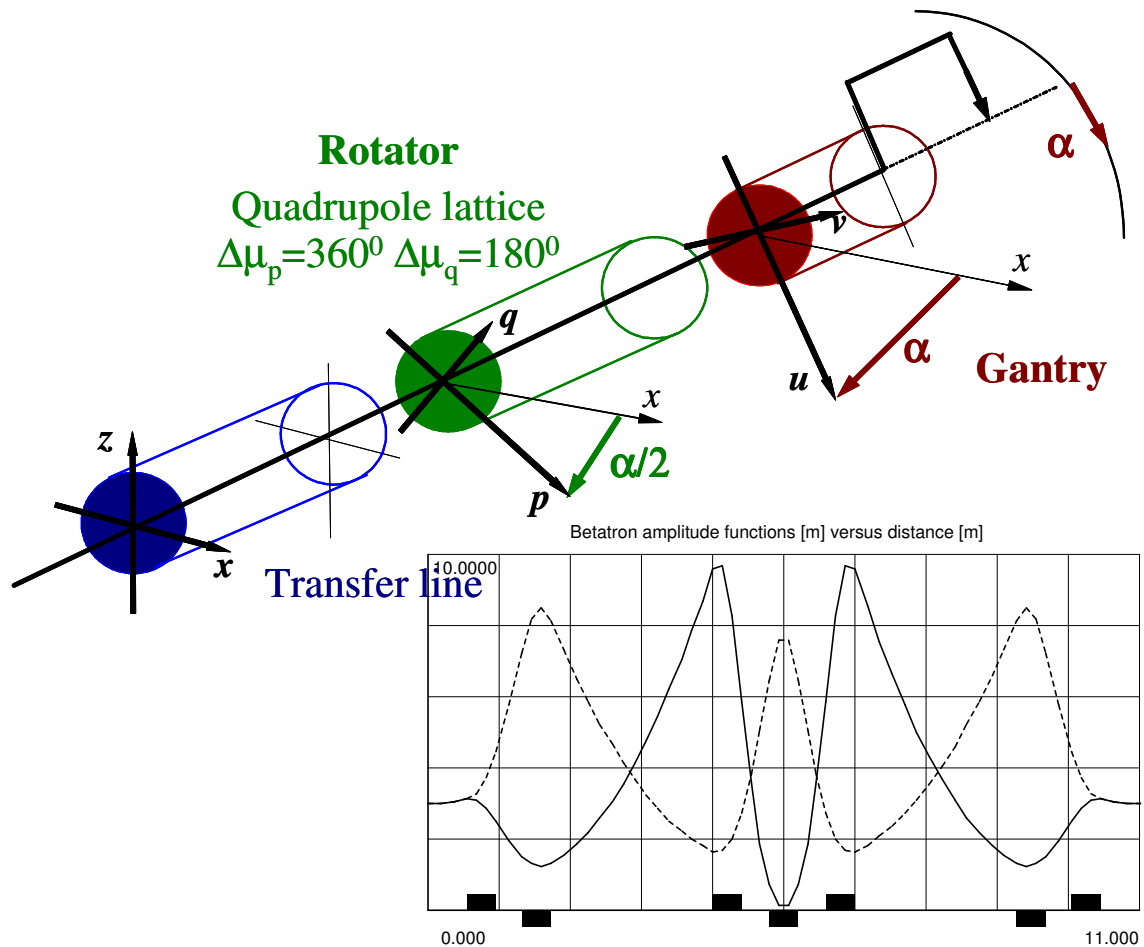 Rotator
Quadrupole lattice
Δμp=360⁰ Δμq=180⁰
α
v
x
α
Gantry
u
q
x
α/2
p
z
x
Transfer line
Betatron amplitude functions [m] versus distance [m]
10.0000
0.000
11.000